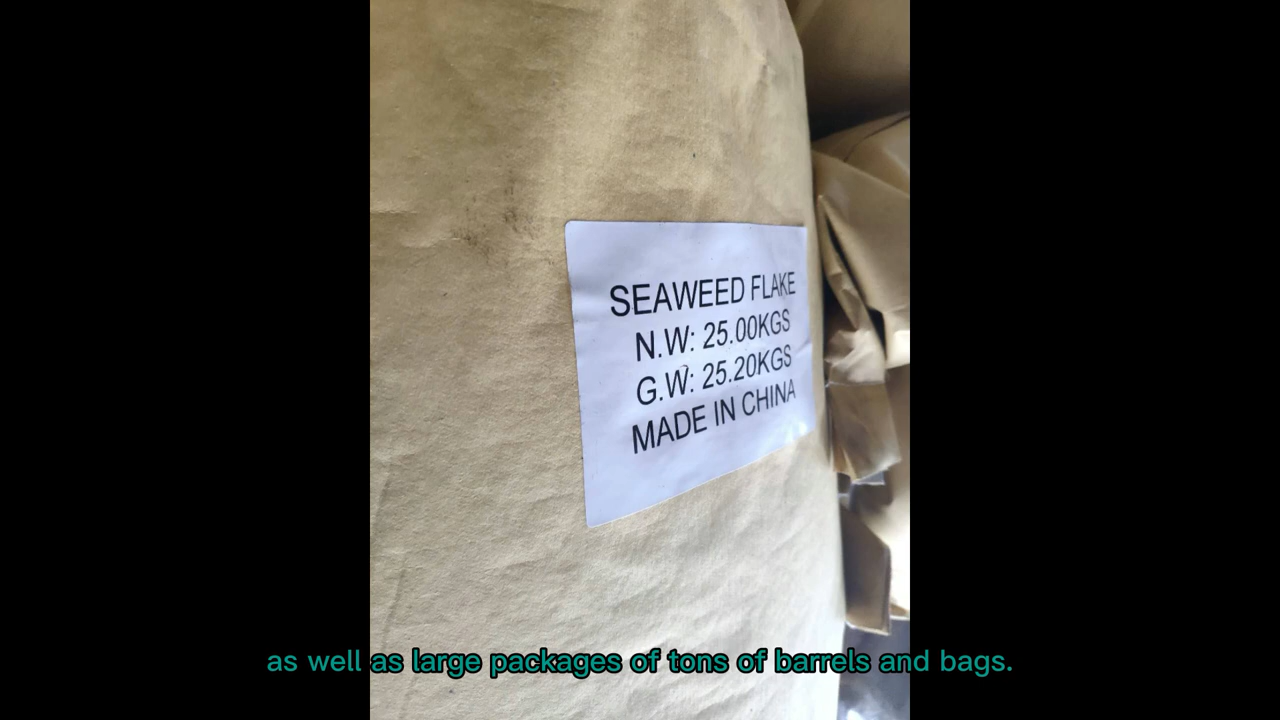 SEAWEED FLAKE
N.W: 25.00KGS
G.W: 25.20KGS
MADE IN CHINA
as well as large packages of tons of barrels and bags.